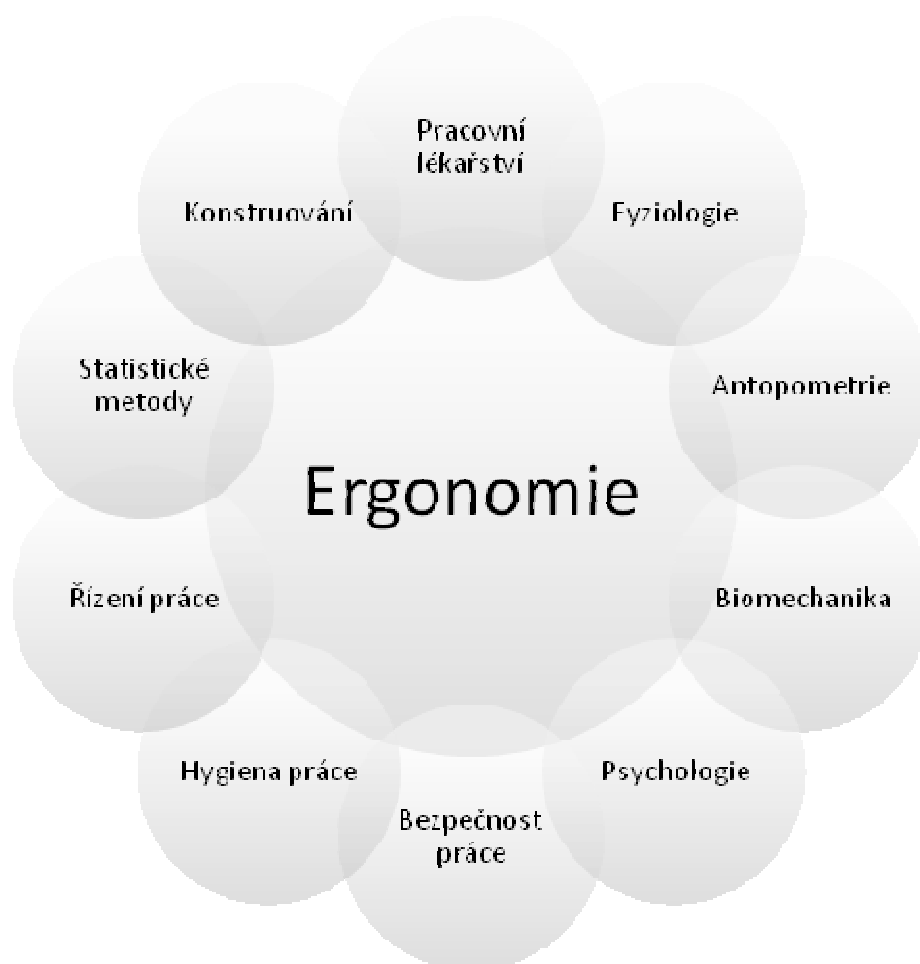 Pracovní
lékařství
Konstruování
Fyziologie
Statistické
metody
Antopometrie
Ergonomie
Řízení práce
Biomechanika
Hygiena práce
Psychologie
Bezpečnost
práce